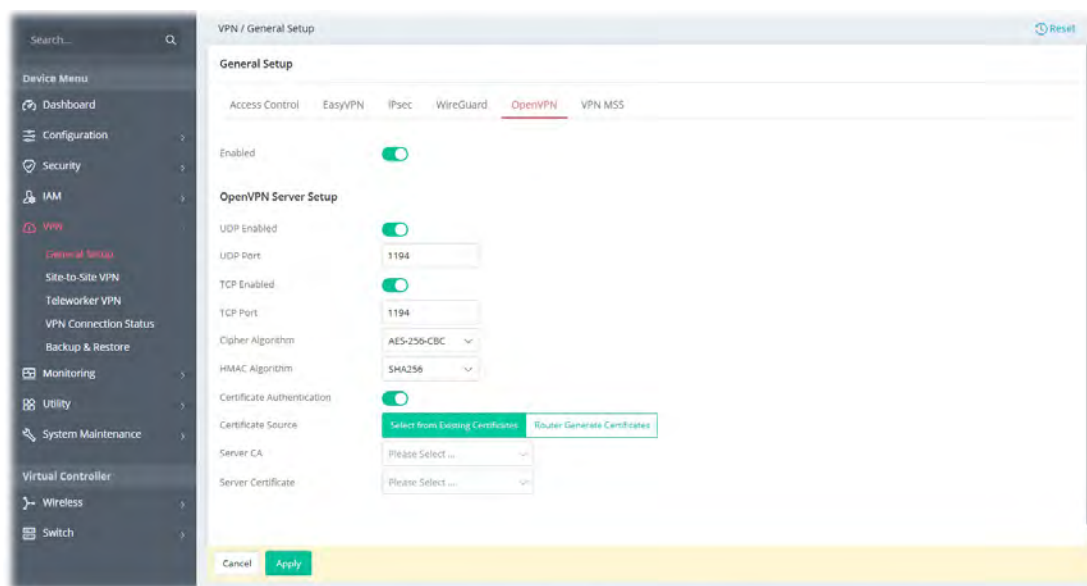 Search...
Device Menu
Dashboard
Configuration
Security
IAM
VPN
General Setup
Site-to-Site VPN
Teleworker VPN
VPN Connection Status
Backup & Restore
Monitoring
Utility
System Maintenance
Virtual Controller
Wireless
Switch
VPN / General Setup
Reset
General Setup
Access Control EasyVPN IPsec WireGuard OpenVPN VPN MSS
Enabled
OpenVPN Server Setup
UDP Enabled
UDP Port 1194
TCP Enabled
TCP Port 1194
Cipher Algorithm AES-256-CBC
HMAC Algorithm SHA256
Certificate Authentication
Certificate Source Select from Existing Certificates Router Generate Certificates
Server CA Please Select ...
Server Certificate Please Select ...
Cancel Apply